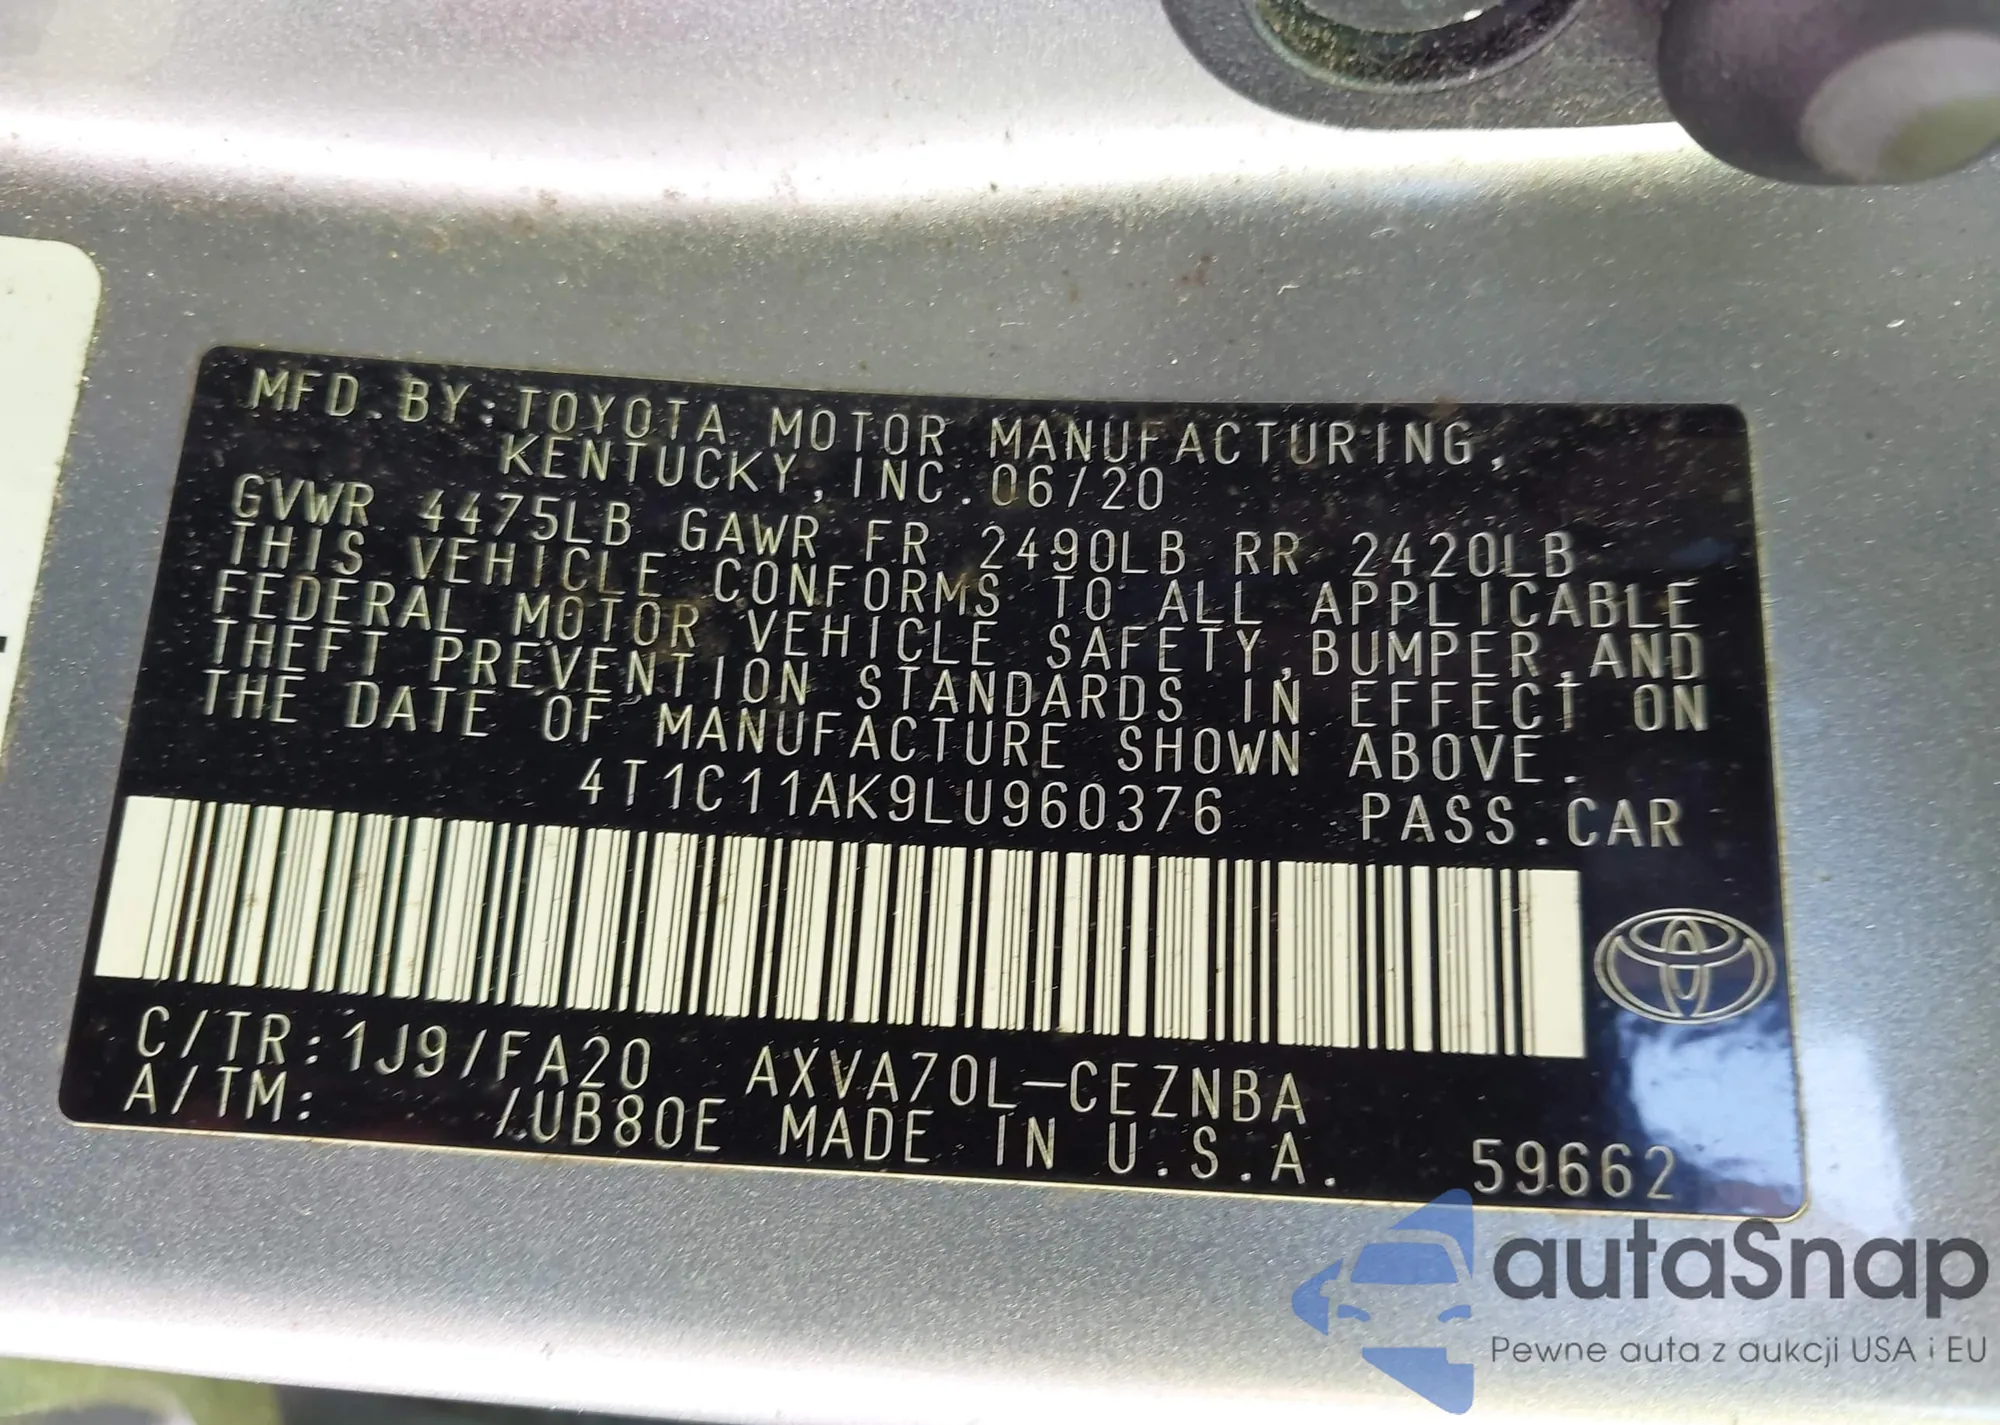 MFD. BY: TOYOTA MOTOR MANUFACTURING,
KENTUCKY, INC. 06/20
GVWR 4475LB GAWR FR 2490LB RR 2420LB
THIS VEHICLE CONFORMS TO ALL APPLICABLE
FEDERAL MOTOR VEHICLE SAFETY, BUMPER, AND
THEFT PREVENTION STANDARDS IN EFFECT ON
THE DATE OF MANUFACTURE SHOWN ABOVE.
4T1C11AK9LU960376 PASS. CAR
C/TR: 1J9/FA20 AXVA70L-CEZNBA
A/TM: /UB80E MADE IN U.S.A. 59662
autaSnap
Pewne auta z aukcji USA i EU